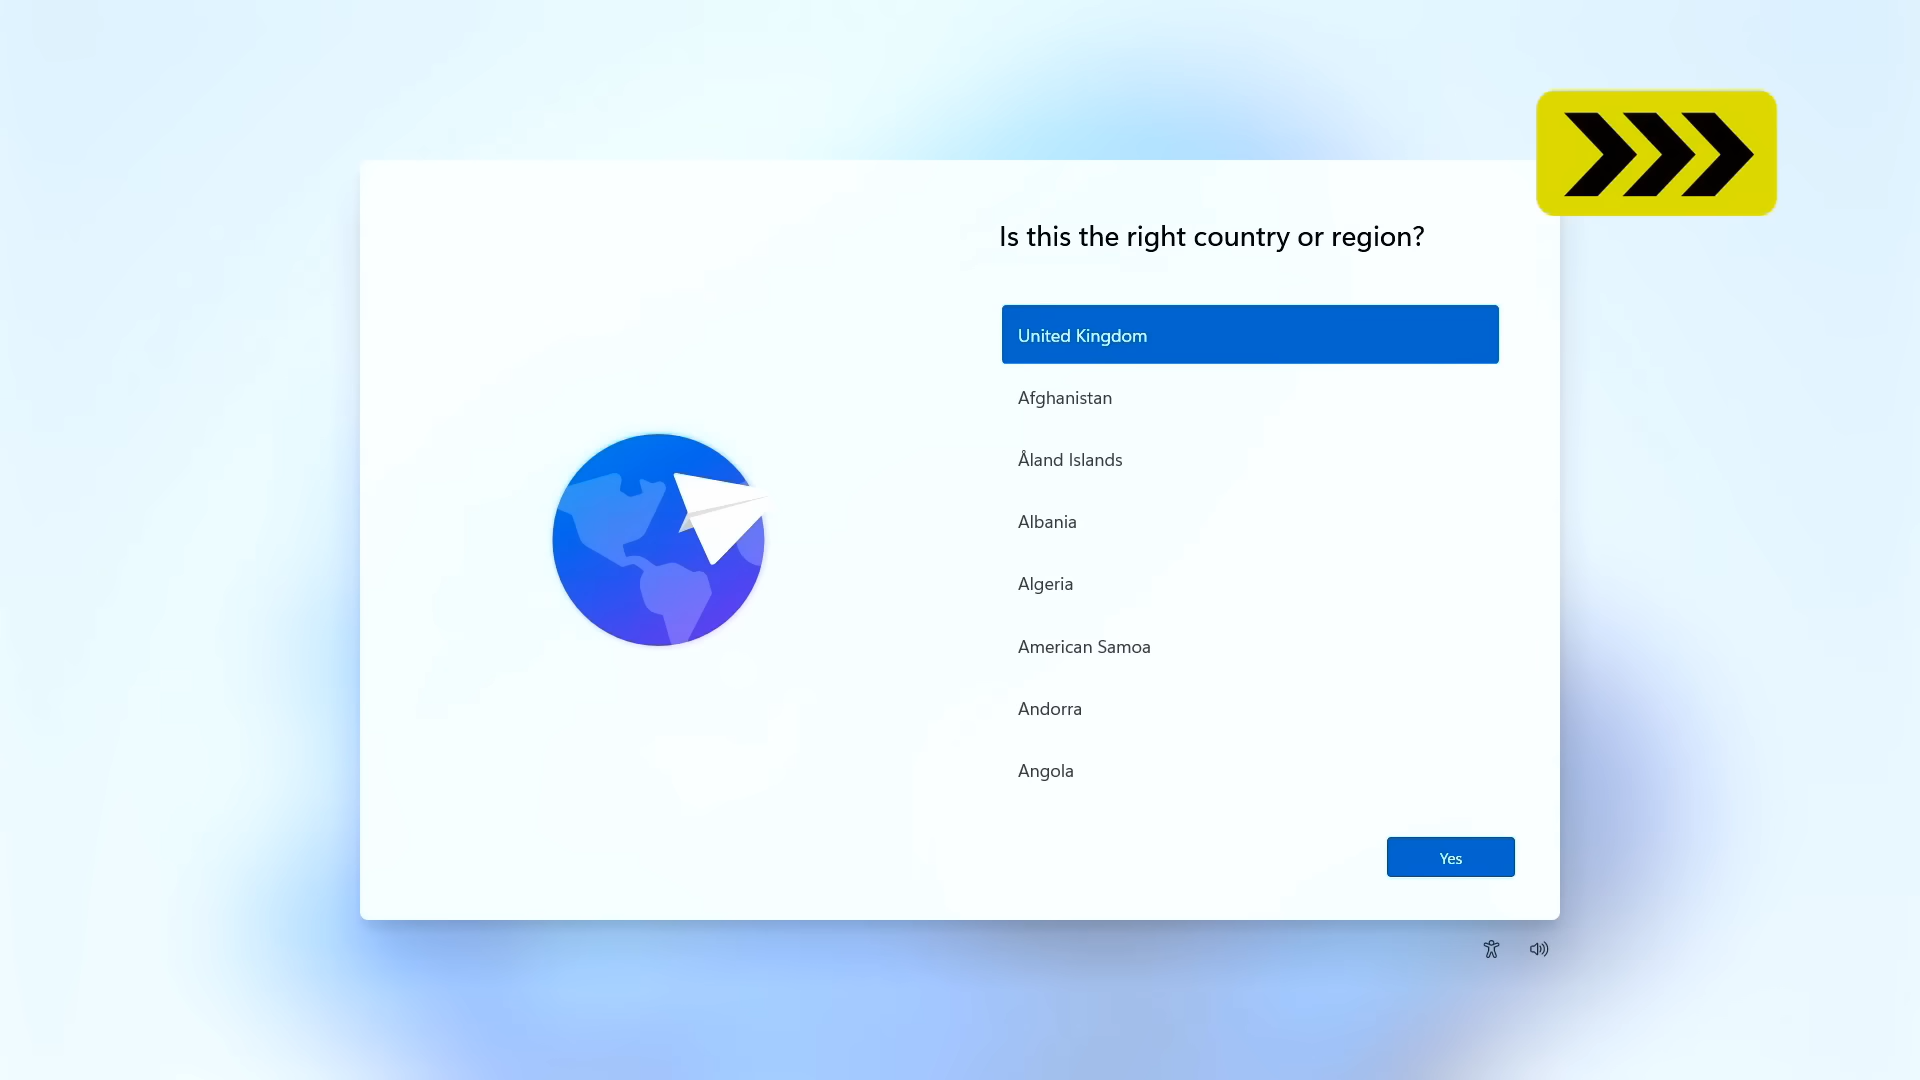 Is this the right country or region?
United Kingdom
Afghanistan
Åland Islands
Albania
Algeria
American Samoa
Andorra
Angola
Yes